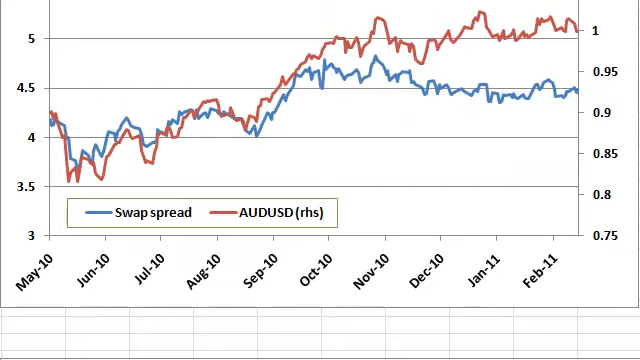 5
4.5
4
3.5
3
1
0.95
0.9
0.85
0.8
0.75
Swap spread
AUDUSD (rhs)
May-10
Jun-10
Jul-10
Aug-10
Sep-10
Oct-10
Nov-10
Dec-10
Jan-11
Feb-11